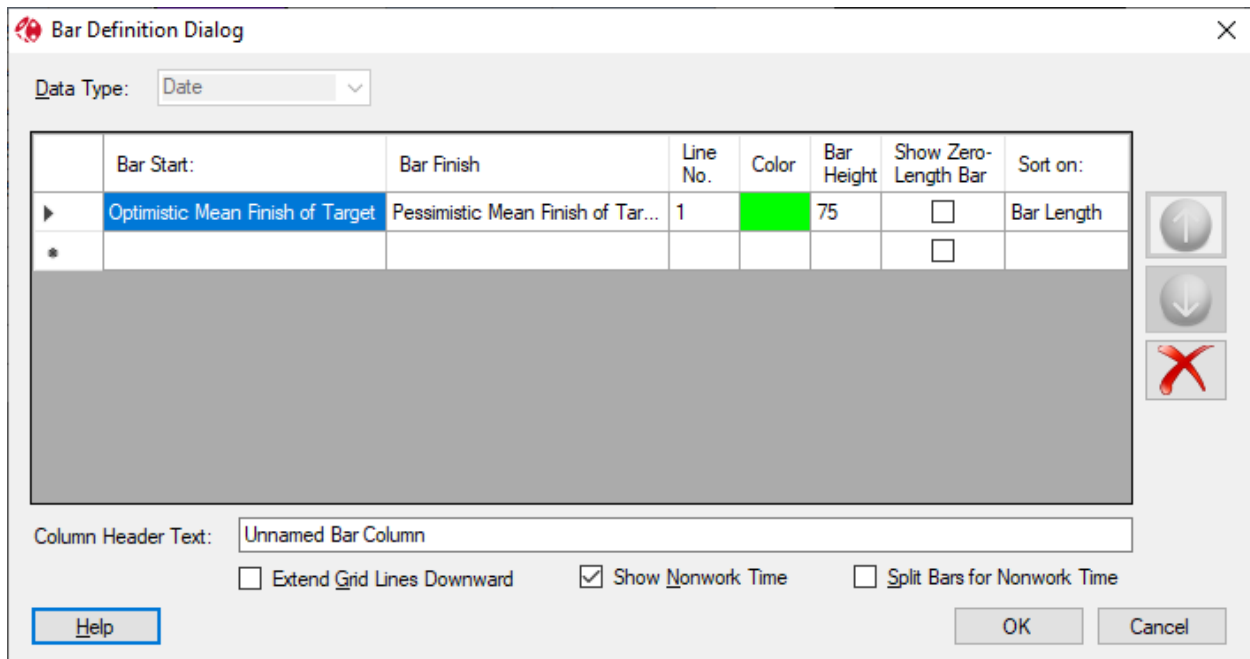 Bar Definition Dialog
Data Type: Date
Bar Start: Bar Finish Line No. Color Bar Height Show Zero-Length Bar Sort on:
Optimistic Mean Finish of Target Pessimistic Mean Finish of Tar... 1 75 Bar Length
Column Header Text: Unnamed Bar Column
Extend Grid Lines Downward Show Nonwork Time Split Bars for Nonwork Time
Help OK Cancel